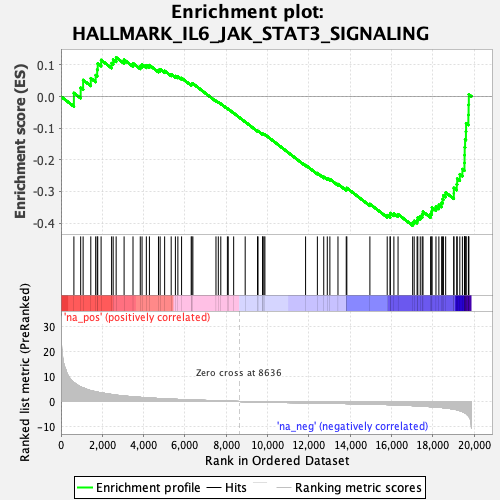 Enrichment plot:
HALLMARK_IL6_JAK_STAT3_SIGNALING
Enrichment score (ES)
0.1
0.0
-0.1
-0.2
-0.3
-0.4
'na_pos' (positively correlated)
Ranked list metric (PreRanked)
30
20
10
0
-10
Zero cross at 8636
'na_neg' (negatively correlated)
0
2,000
4,000
6,000
8,000
10,000
12,000
14,000
16,000
18,000
20,000
Rank in Ordered Dataset
Enrichment profile
Hits
Ranking metric scores